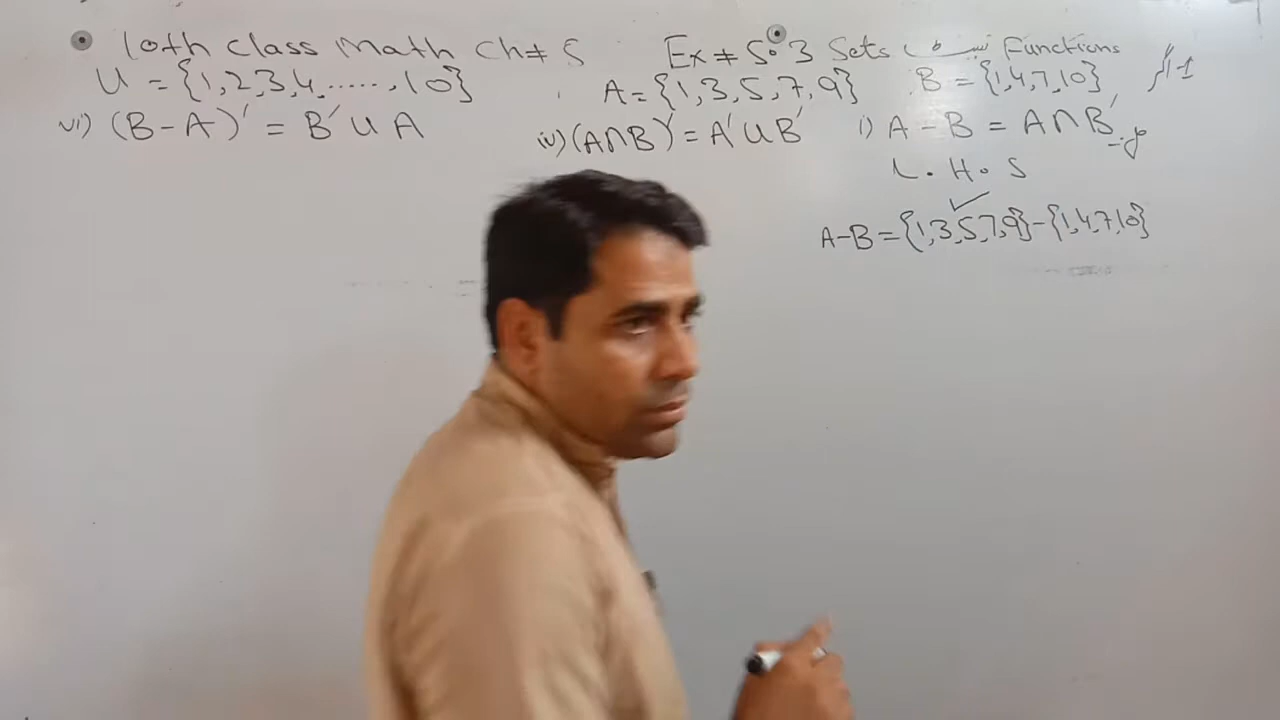 10th class Math Ch# 5 Ex # 5.3 Sets Functions
U = {1,2,3,4,......,10} A={1,3,5,7,9} B={1,4,7,10}
vi) (B-A)′ = B′ U A iv) (A∩B)′ = A′ U B′ i) A - B = A∩B′
L.H.S
A-B={1,3,5,7,9}-{1,4,7,10}